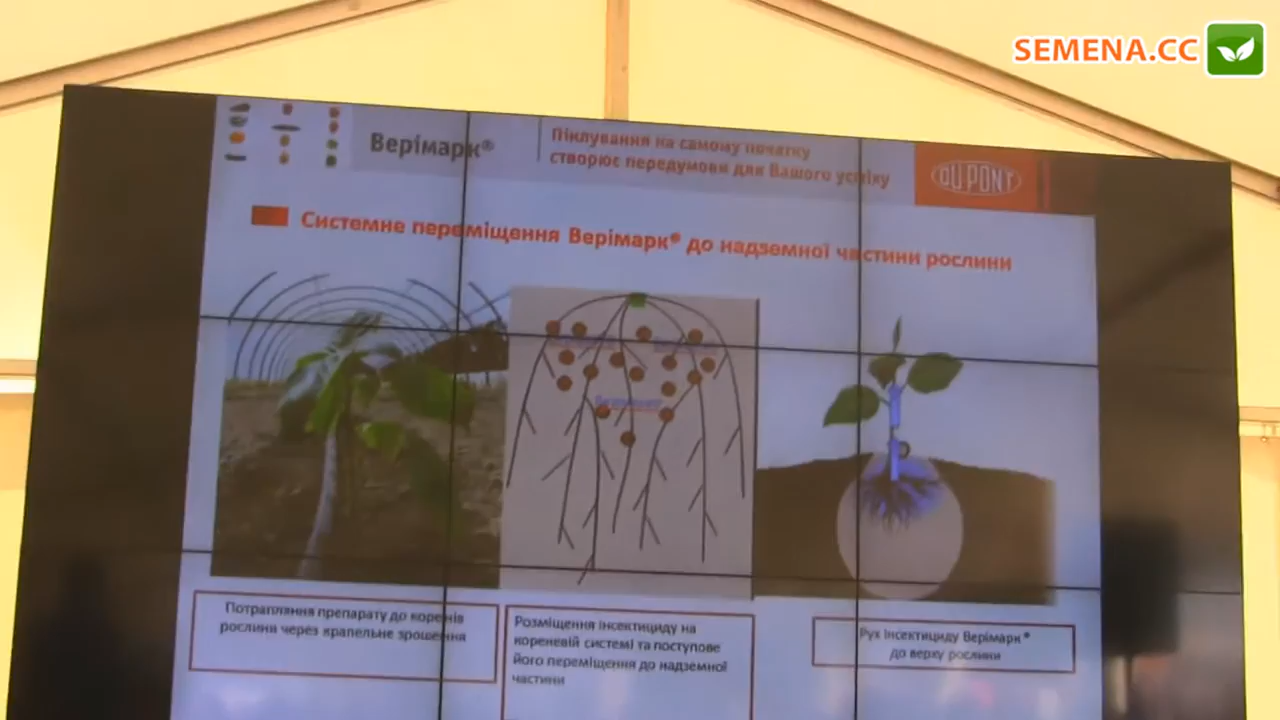 SEMENA.CC
Верімарк®
Піклування на самому початку
створює передумови для Вашого успіху
DU PONT
Системне переміщення Верімарк® до надземної частини рослини
Потрапляння препарату до коренів
рослини через крапельне зрошення
Розміщення інсектициду на
кореневій системі та поступове
його переміщення до надземної
частини
Рух інсектициду Верімарк®
до верху рослини